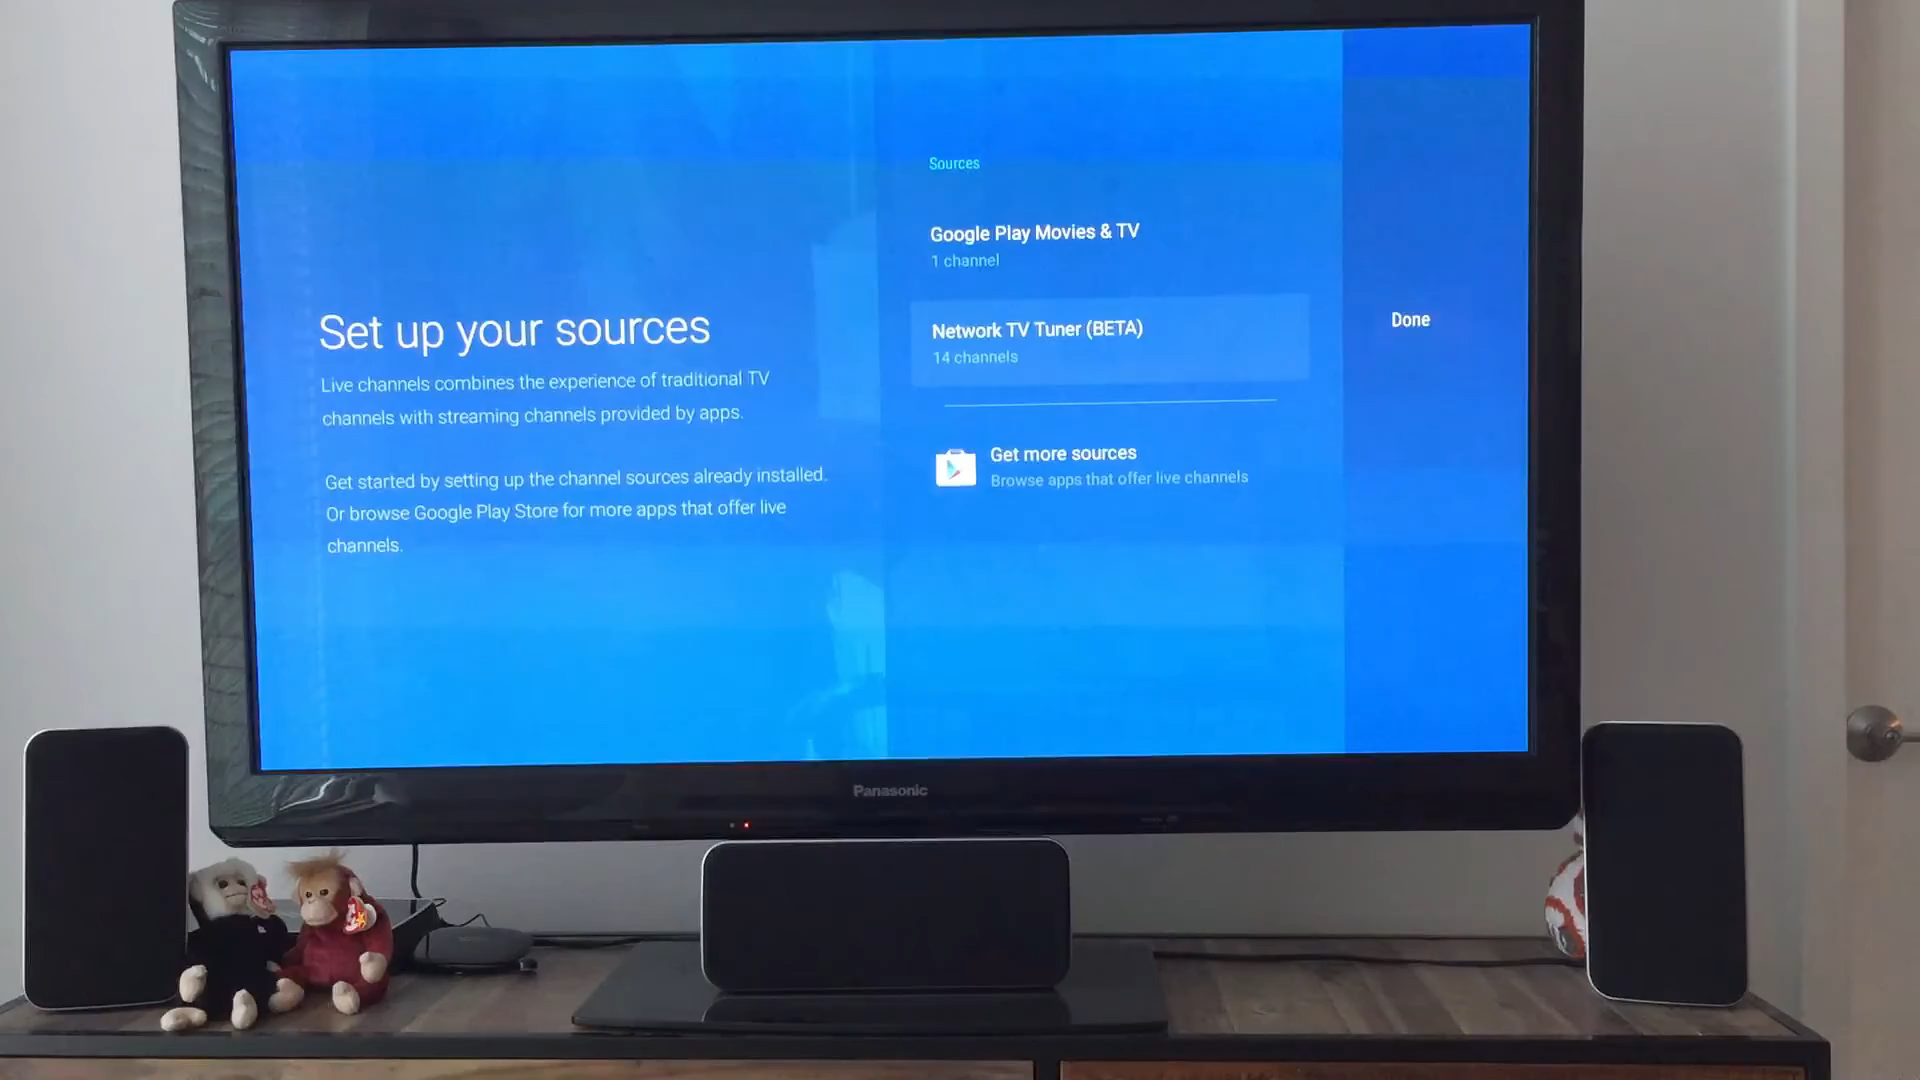 Set up your sources
Live channels combines the experience of traditional TV
channels with streaming channels provided by apps.
Get started by setting up the channel sources already installed.
Or browse Google Play Store for more apps that offer live
channels.
Sources
Google Play Movies & TV
1 channel
Network TV Tuner (BETA)
14 channels
Get more sources
Browse apps that offer live channels
Done
Panasonic